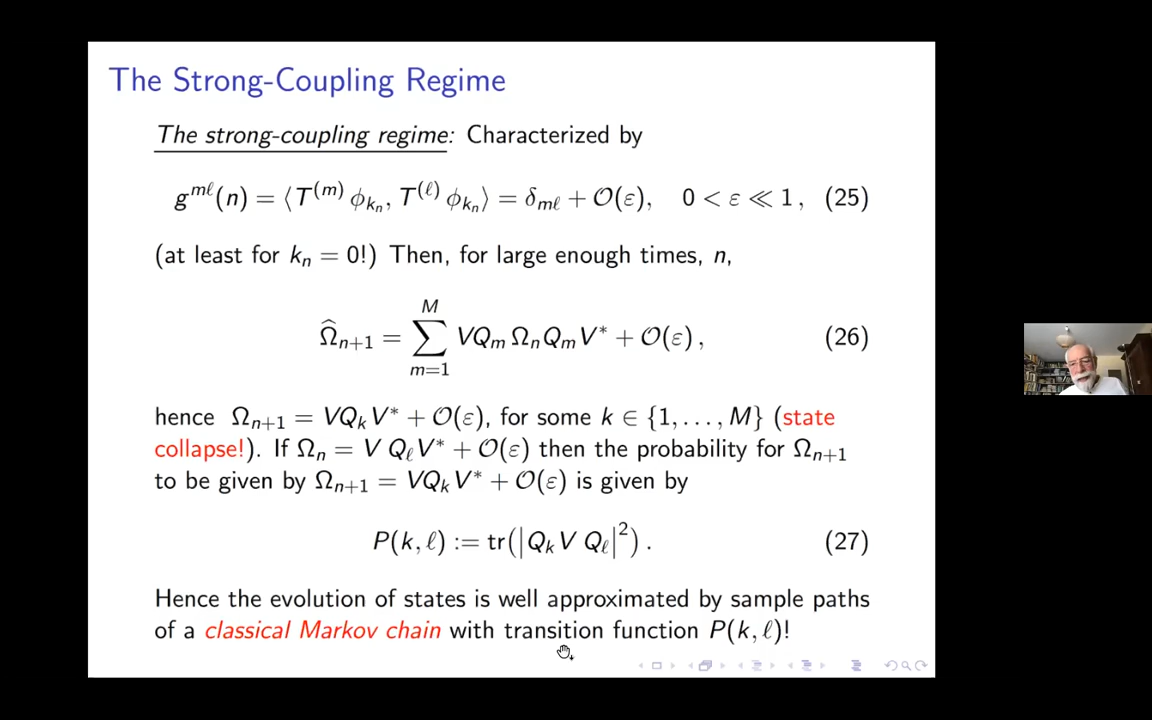 The Strong-Coupling Regime
The strong-coupling regime: Characterized by
g^{mℓ}(n) = ⟨T^{(m)} ϕ_{k_n}, T^{(ℓ)} ϕ_{k_n}⟩ = δ_{mℓ} + 𝒪(ε), 0 < ε ≪ 1 , (25)
(at least for k_n = 0!) Then, for large enough times, n,
Ω̂_{n+1} = ∑_{m=1}^{M} VQ_m Ω_n Q_m V* + 𝒪(ε) , (26)
hence Ω_{n+1} = VQ_k V* + 𝒪(ε), for some k ∈ {1, . . . , M} (state
collapse!). If Ω_n = V Q_ℓ V* + 𝒪(ε) then the probability for Ω_{n+1}
to be given by Ω_{n+1} = VQ_k V* + 𝒪(ε) is given by
P(k, ℓ) := tr(|Q_k V Q_ℓ|²) . (27)
Hence the evolution of states is well approximated by sample paths
of a classical Markov chain with transition function P(k, ℓ)!